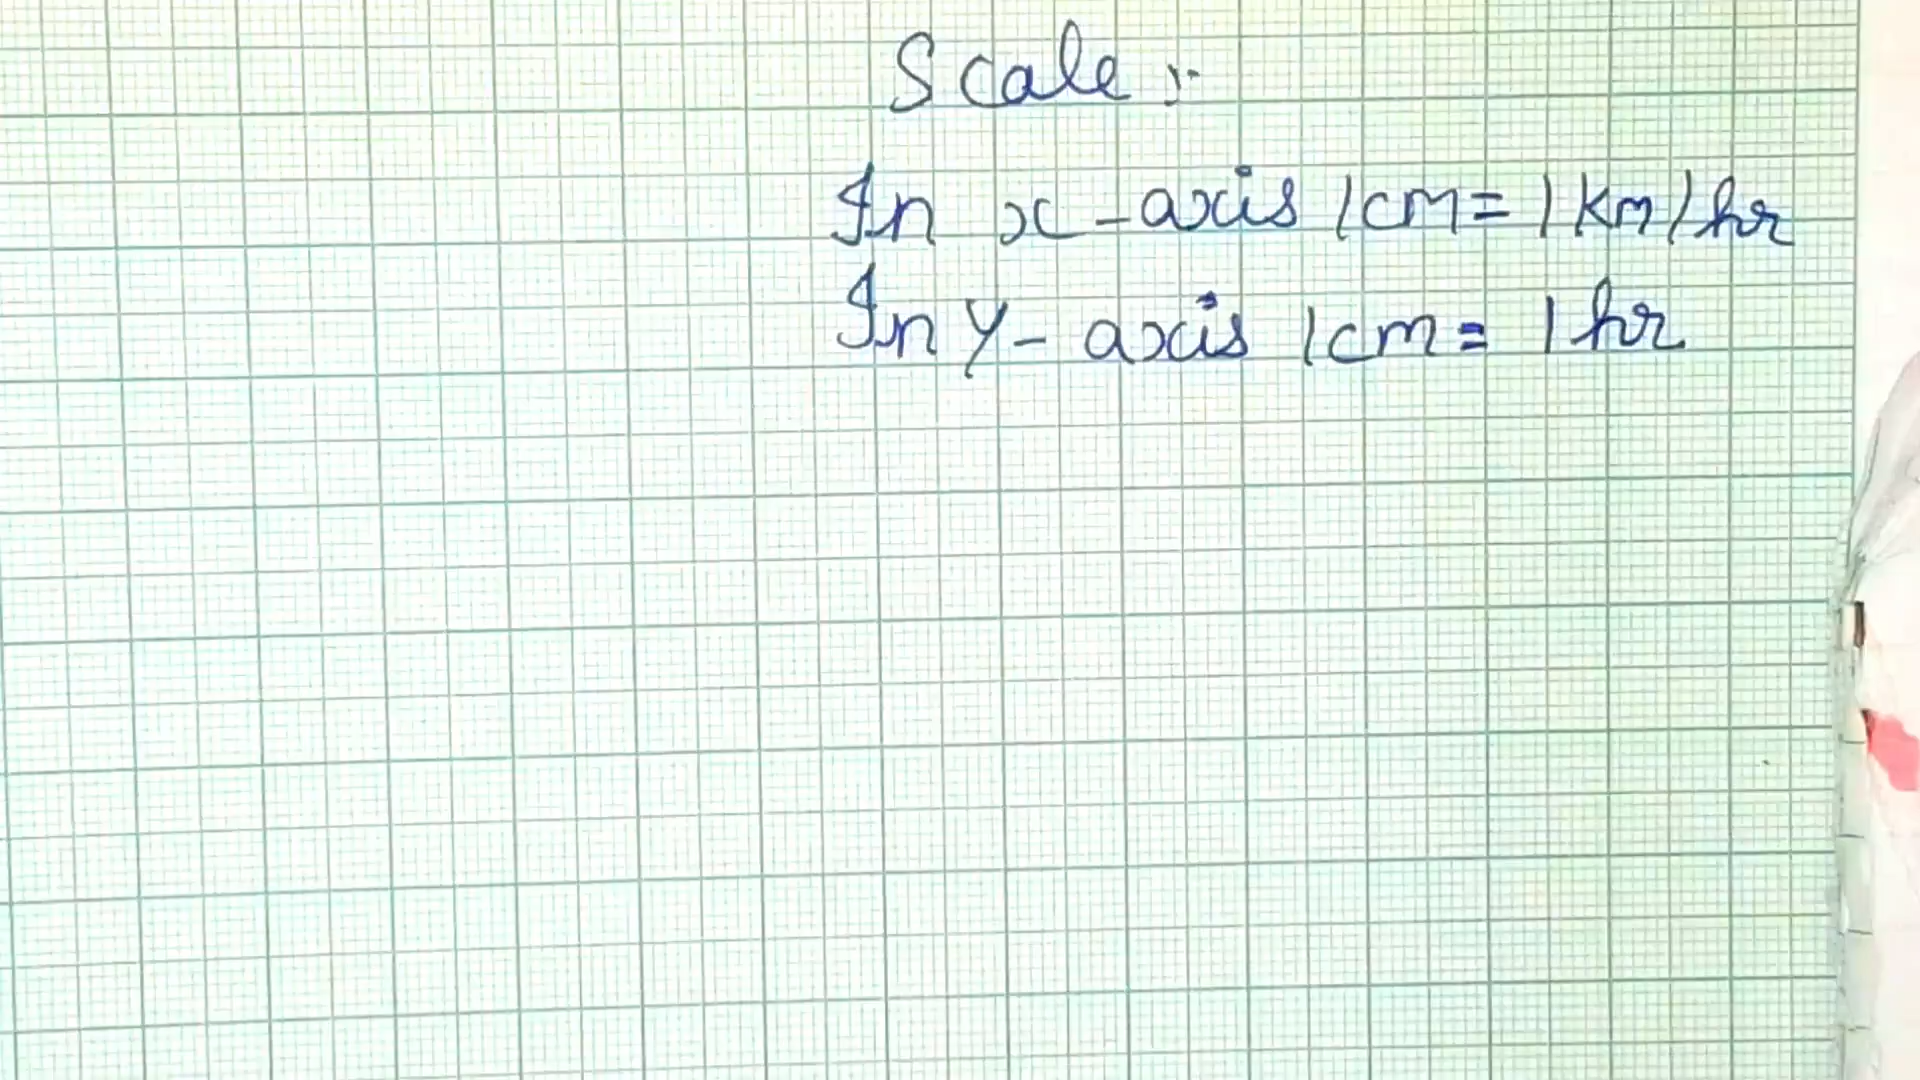 Scale :-
In x-axis 1cm = 1 km/hr
In y-axis 1cm = 1 hr